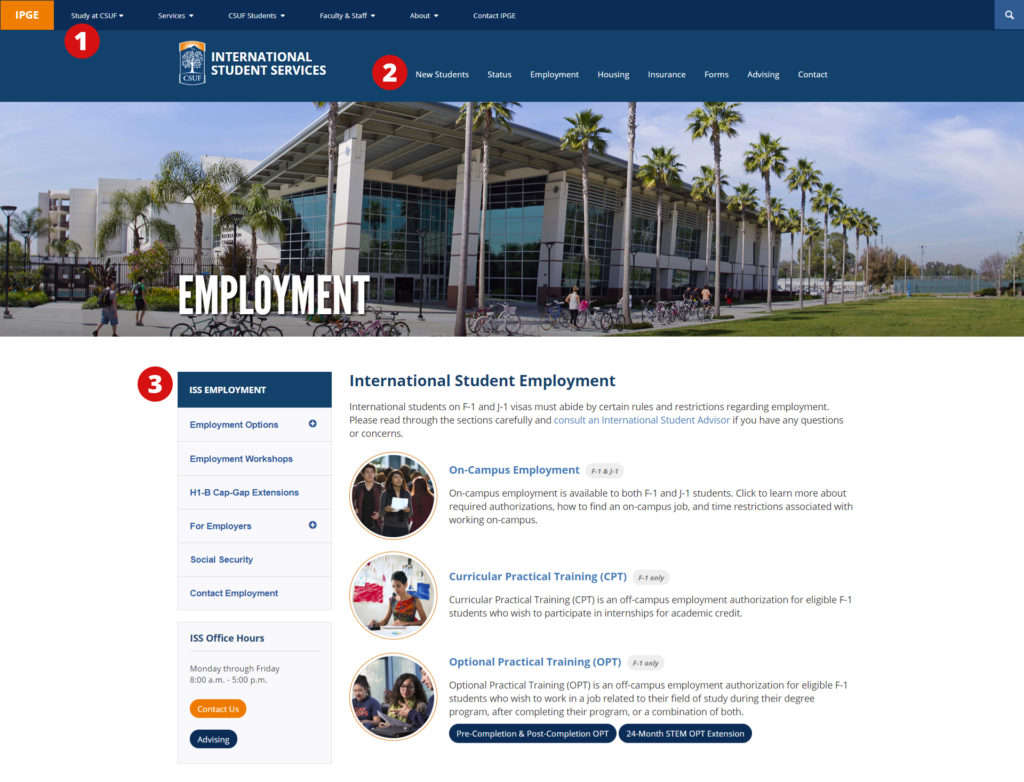 IPGE
Study at CSUF
Services
CSUF Students
Faculty & Staff
About
Contact IPGE
1
CSUF
INTERNATIONAL
STUDENT SERVICES
2
New Students
Status
Employment
Housing
Insurance
Forms
Advising
Contact
EMPLOYMENT
3
ISS EMPLOYMENT
Employment Options
Employment Workshops
H1-B Cap-Gap Extensions
For Employers
Social Security
Contact Employment
ISS Office Hours
Monday through Friday
8:00 a.m. - 5:00 p.m.
Contact Us
Advising
International Student Employment
International students on F-1 and J-1 visas must abide by certain rules and restrictions regarding employment.
Please read through the sections carefully and consult an International Student Advisor if you have any questions
or concerns.
On-Campus Employment F-1 & J-1
On-campus employment is available to both F-1 and J-1 students. Click to learn more about
required authorizations, how to find an on-campus job, and time restrictions associated with
working on-campus.
Curricular Practical Training (CPT) F-1 only
Curricular Practical Training (CPT) is an off-campus employment authorization for eligible F-1
students who wish to participate in internships for academic credit.
Optional Practical Training (OPT) F-1 only
Optional Practical Training (OPT) is an off-campus employment authorization for eligible F-1
students who wish to work in a job related to their field of study during their degree
program, after completing their program, or a combination of both.
Pre-Completion & Post-Completion OPT
24-Month STEM OPT Extension